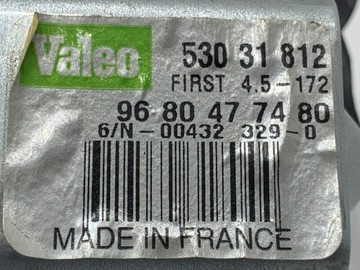 Valeo 530 31 812
FIRST 4.5-172
96 80 47 74 80
6/N-00432 329-0
MADE IN FRANCE